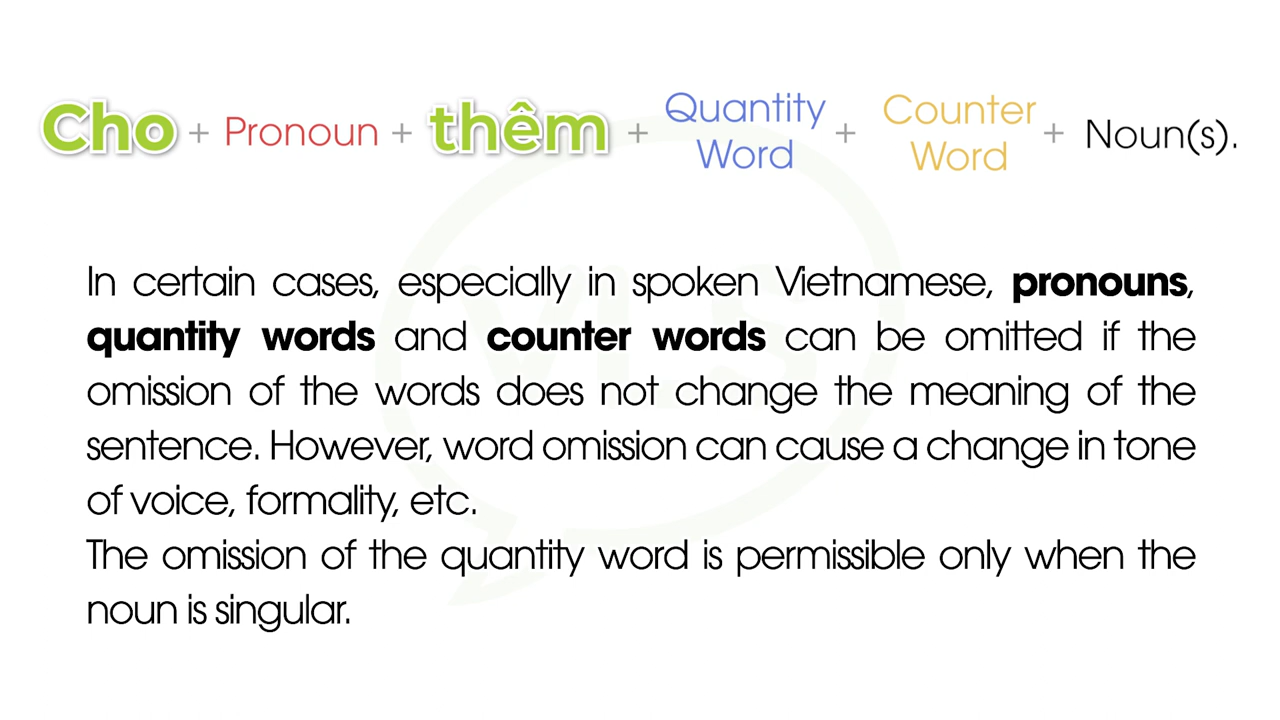 Cho + Pronoun + thêm + Quantity Word + Counter Word + Noun(s).
In certain cases, especially in spoken Vietnamese, pronouns,
quantity words and counter words can be omitted if the
omission of the words does not change the meaning of the
sentence. However, word omission can cause a change in tone
of voice, formality, etc.
The omission of the quantity word is permissible only when the
noun is singular.
VLS